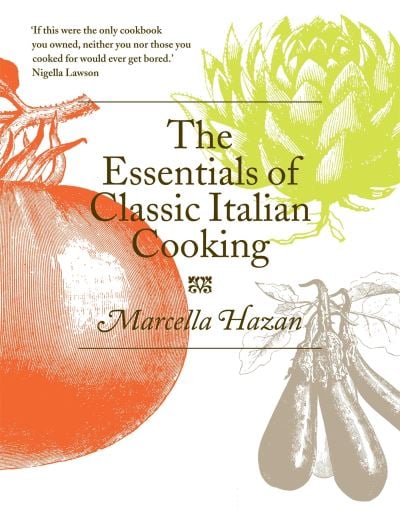 ‘If this were the only cookbook
you owned, neither you nor those you
cooked for would ever get bored.’
Nigella Lawson
The
Essentials of
Classic Italian
Cooking
Marcella Hazan